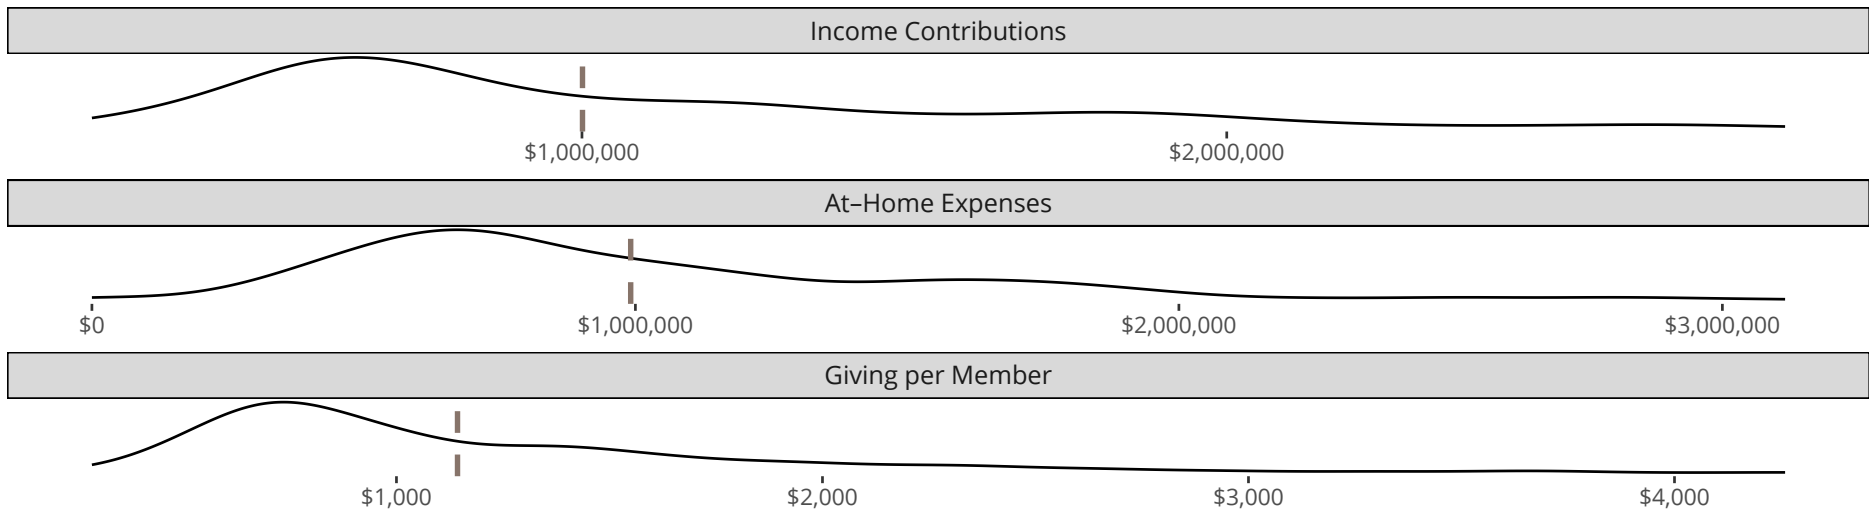 Income Contributions
$1,000,000 $2,000,000
At–Home Expenses
$0 $1,000,000 $2,000,000 $3,000,000
Giving per Member
$1,000 $2,000 $3,000 $4,000